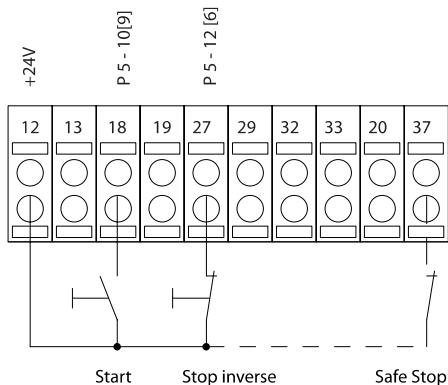 +24V
P 5 - 10[9]
P 5 - 12 [6]
12 13 18 19 27 29 32 33 20 37
Start Stop inverse Safe Stop